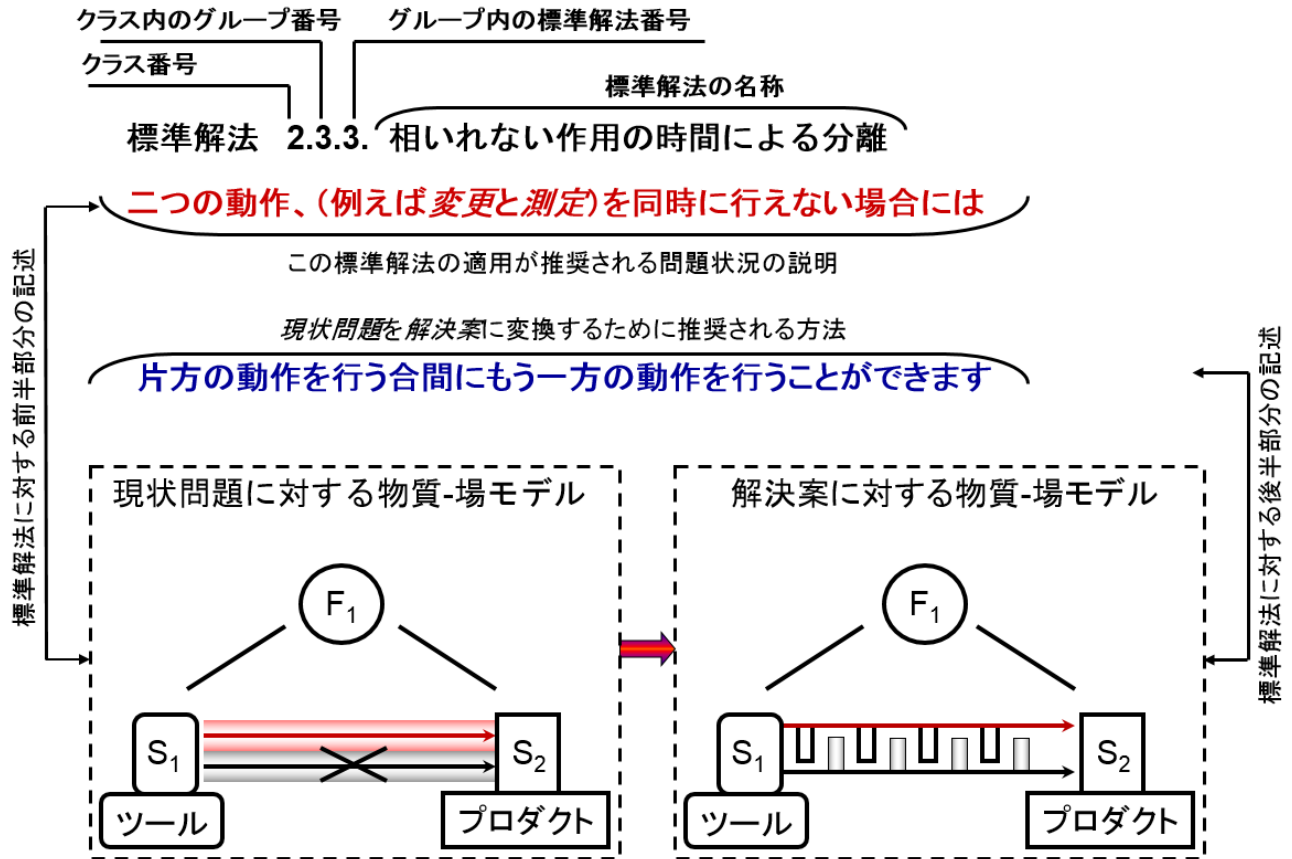 クラス内のグループ番号
グループ内の標準解法番号
クラス番号
標準解法の名称
標準解法 2.3.3. 相いれない作用の時間による分離
二つの動作、(例えば変更と測定)を同時に行えない場合には
この標準解法の適用が推奨される問題状況の説明
現状問題を解決案に変換するために推奨される方法
片方の動作を行う合間にもう一方の動作を行うことができます
標準解法に対する前半部分の記述
標準解法に対する後半部分の記述
現状問題に対する物質-場モデル
F1
S1
S2
ツール
プロダクト
解決案に対する物質-場モデル
F1
S1
S2
ツール
プロダクト